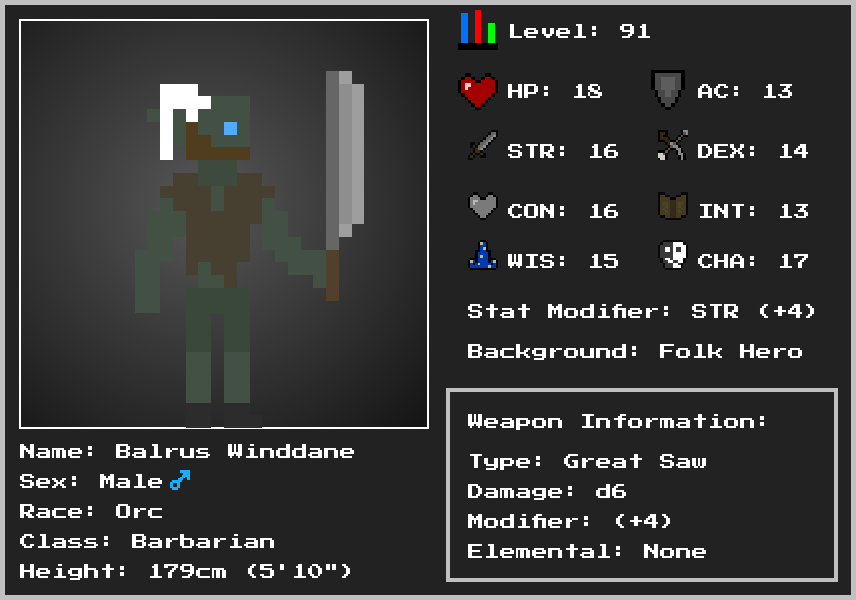 Level: 91
HP: 18
AC: 13
STR: 16
DEX: 14
CON: 16
INT: 13
WIS: 15
CHA: 17
Stat Modifier: STR (+4)
Background: Folk Hero
Weapon Information:
Type: Great Saw
Damage: d6
Modifier: (+4)
Elemental: None
Name: Balrus Winddane
Sex: Male ♂
Race: Orc
Class: Barbarian
Height: 179cm (5'10")